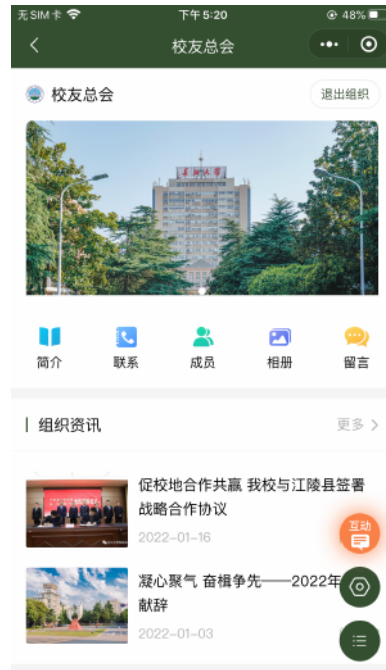 无SIM卡 下午5:20 48%
校友总会
校友总会 退出组织
长江大学
简介 联系 成员 相册 留言
组织资讯 更多
促校地合作共赢 我校与江陵县签署
战略合作协议
2022-01-16
互动
凝心聚气 奋楫争先——2022年
献辞
2022-01-03